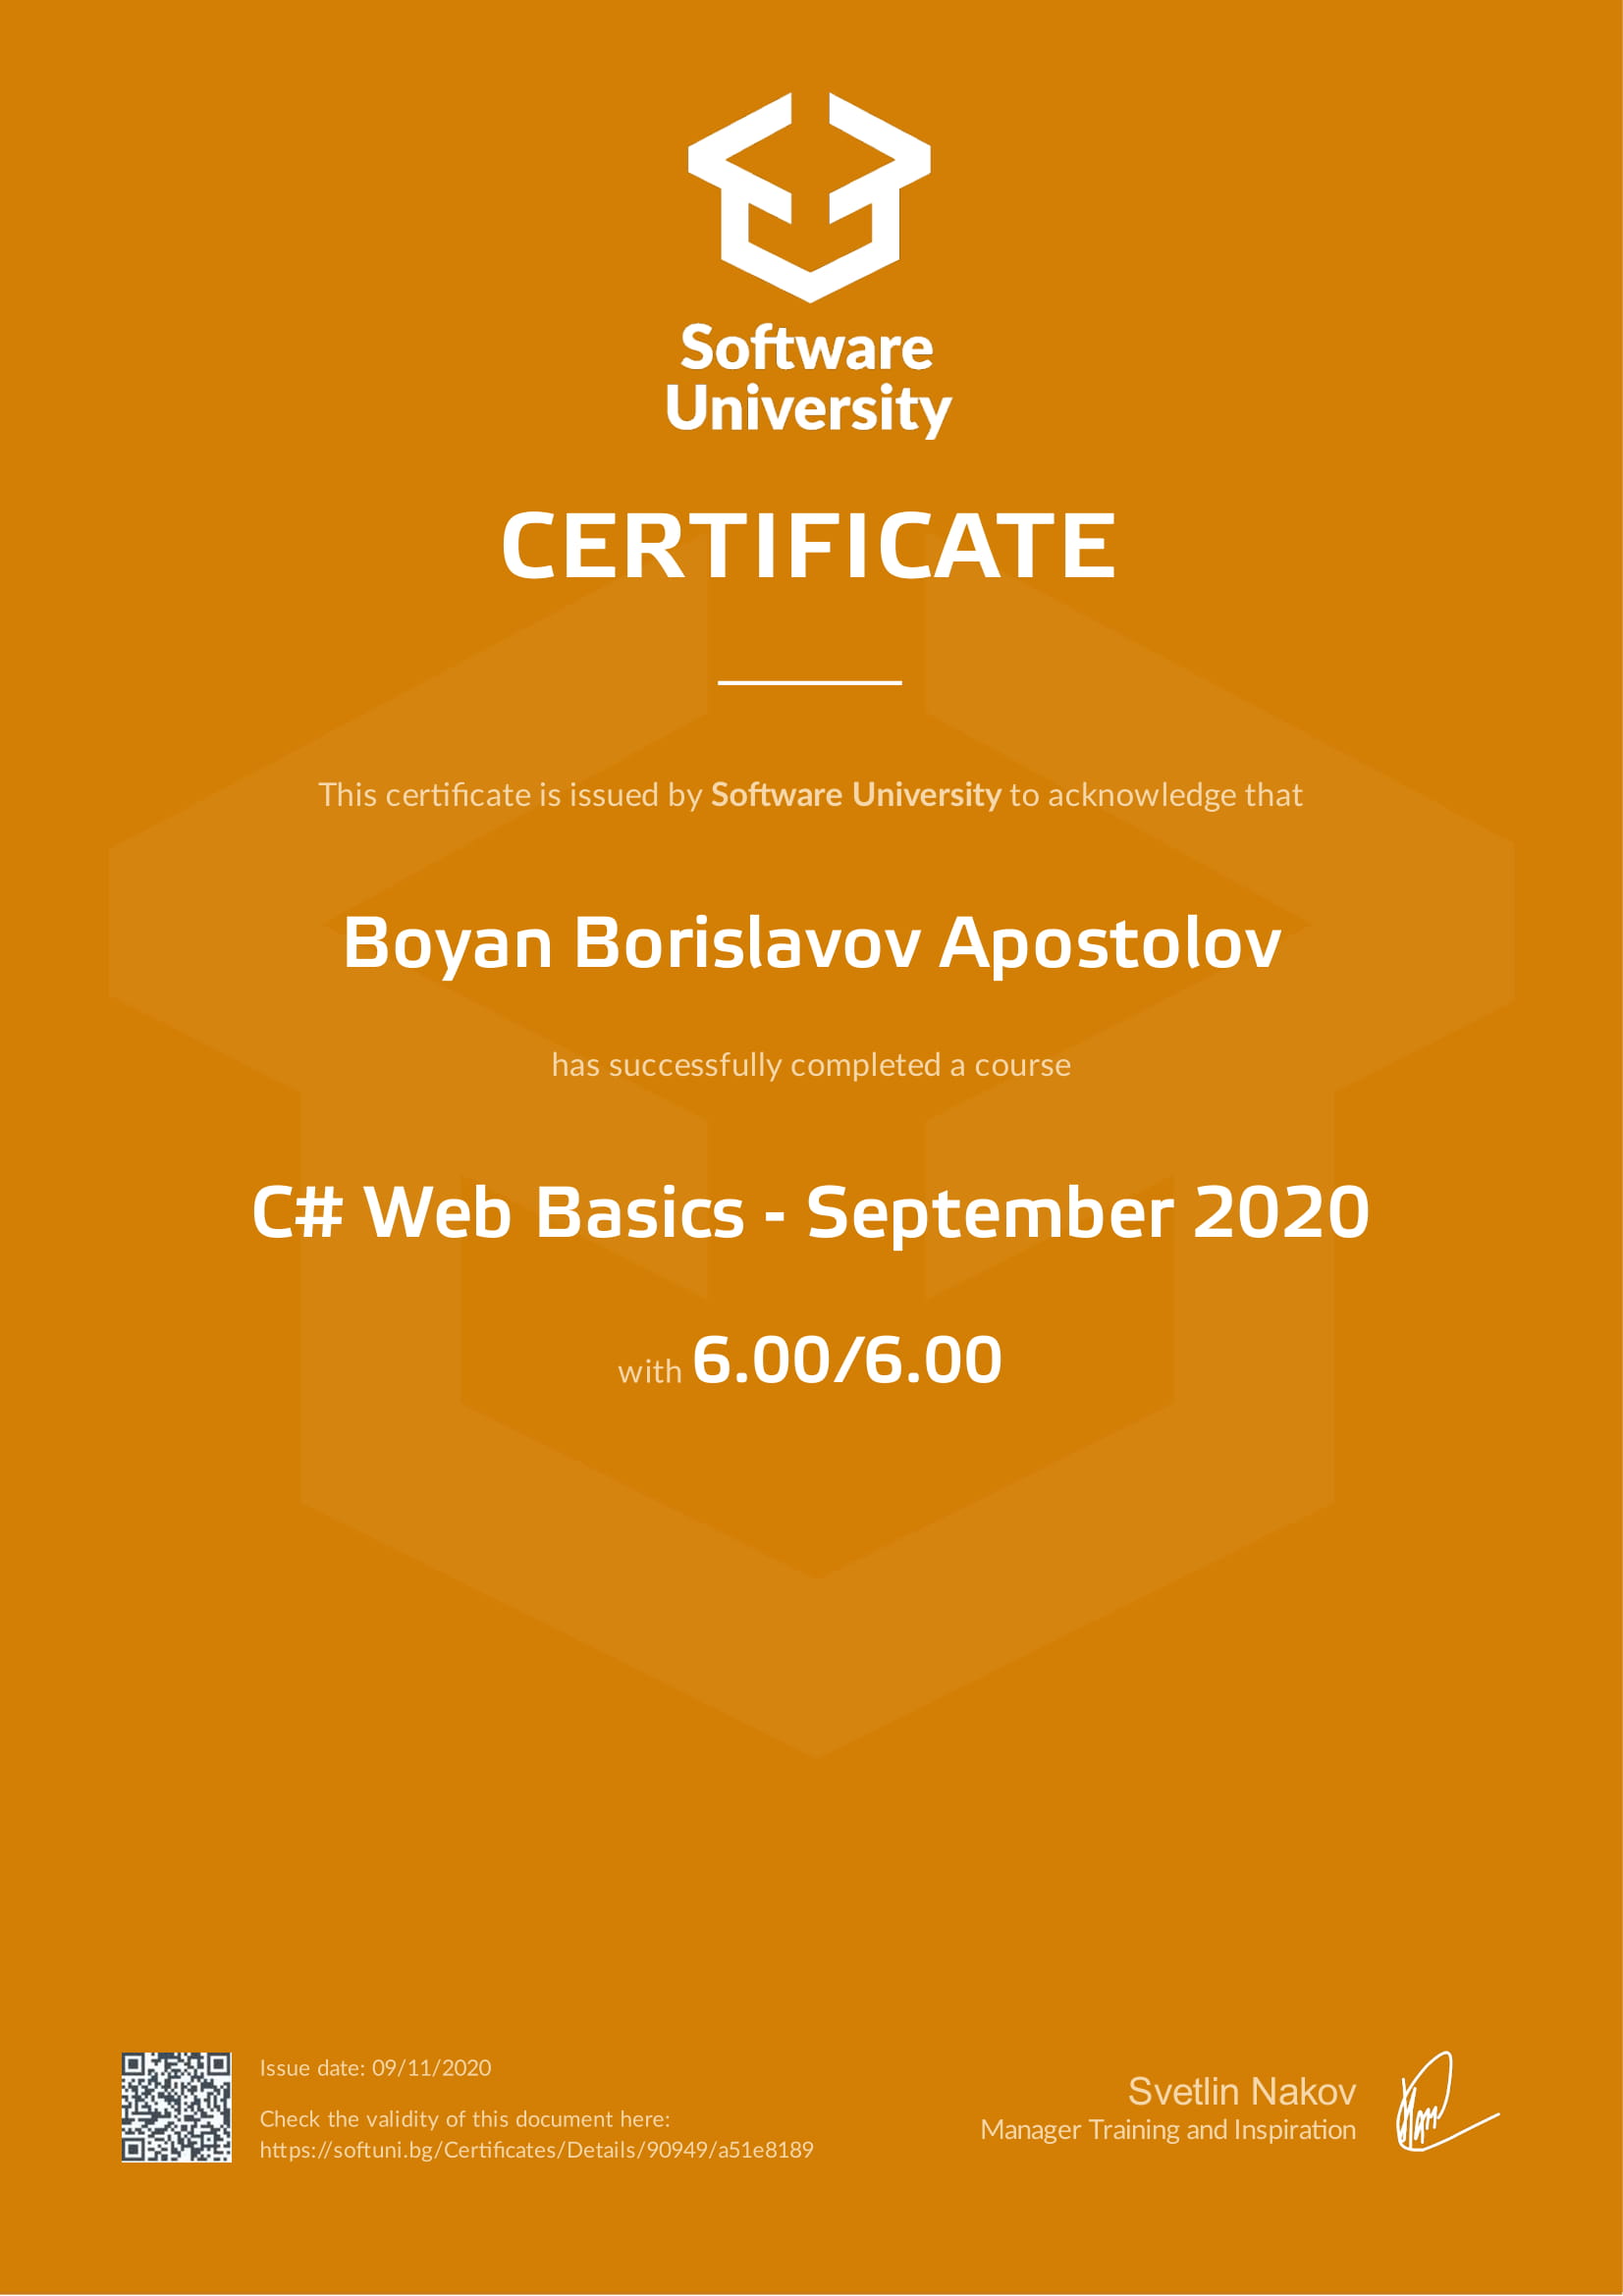 Software
University
CERTIFICATE
This certificate is issued by Software University to acknowledge that
Boyan Borislavov Apostolov
has successfully completed a course
C# Web Basics - September 2020
with 6.00/6.00
Issue date: 09/11/2020
Check the validity of this document here:
https://softuni.bg/Certificates/Details/90949/a51e8189
Svetlin Nakov
Manager Training and Inspiration